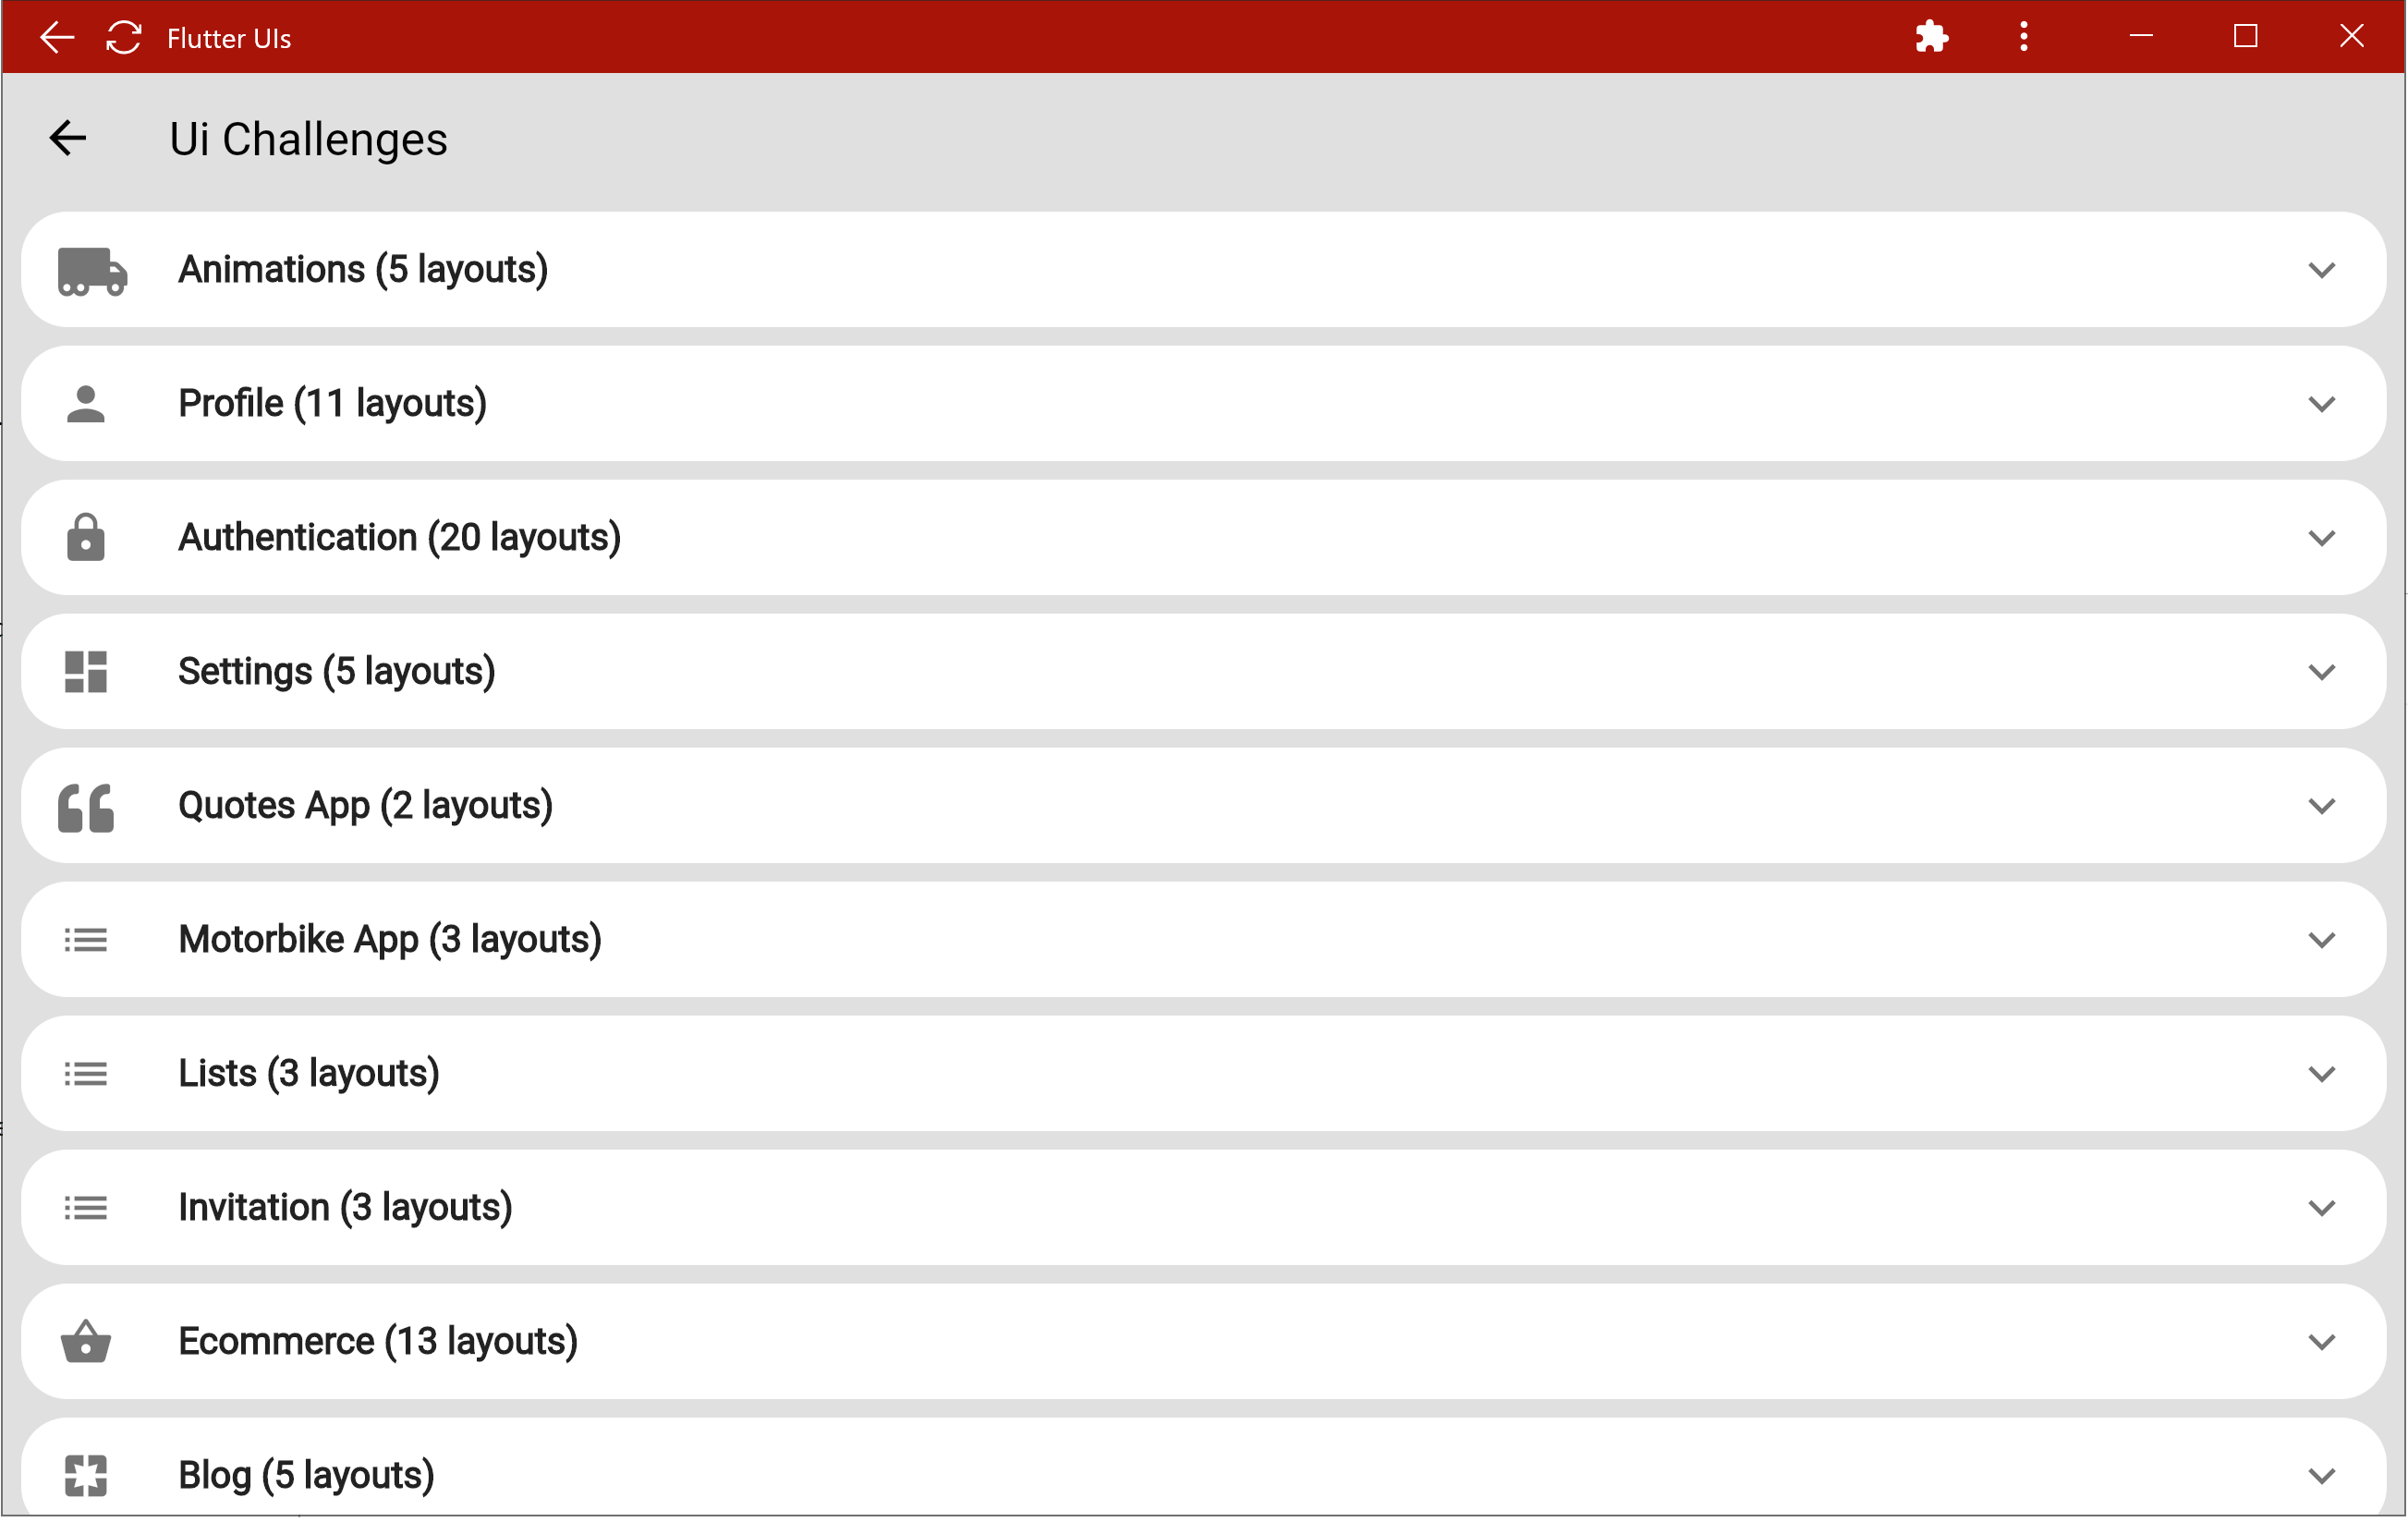 Flutter UIs
Ui Challenges
Animations (5 layouts)
Profile (11 layouts)
Authentication (20 layouts)
Settings (5 layouts)
Quotes App (2 layouts)
Motorbike App (3 layouts)
Lists (3 layouts)
Invitation (3 layouts)
Ecommerce (13 layouts)
Blog (5 layouts)